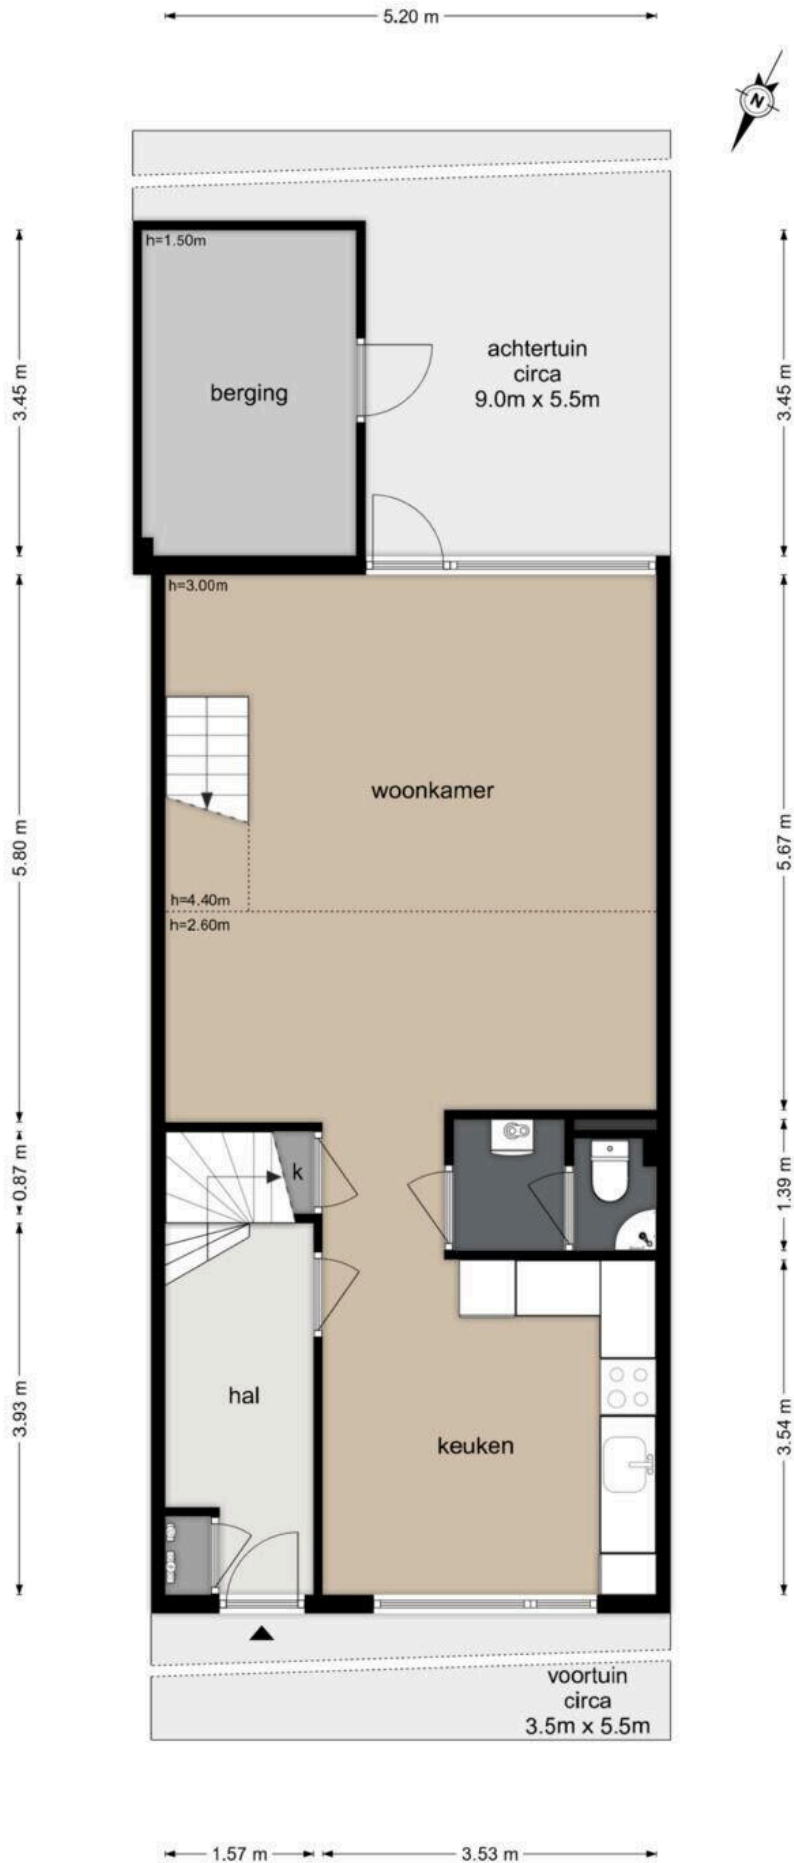 5.20 m
N
h=1.50m
berging
achtertuin
circa
9.0m x 5.5m
3.45 m
3.45 m
h=3.00m
woonkamer
5.80 m
5.67 m
h=4.40m
h=2.60m
k
0.87 m
1.39 m
hal
keuken
3.93 m
3.54 m
voortuin
circa
3.5m x 5.5m
1.57 m
3.53 m